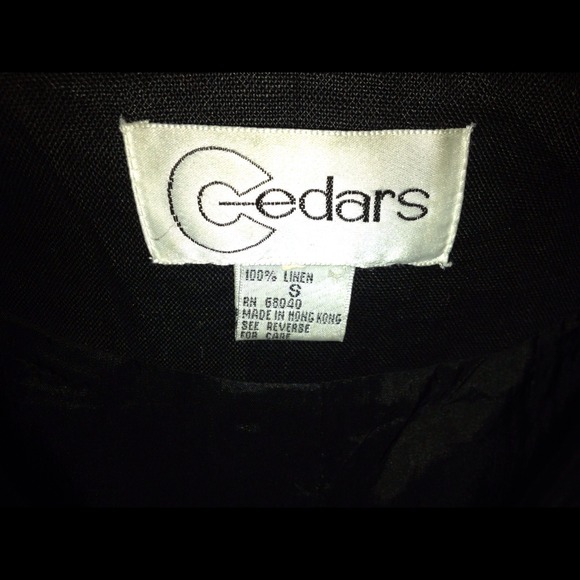 Cedars
100% LINEN
S
RN 68040
MADE IN HONG KONG
SEE REVERSE
FOR CARE